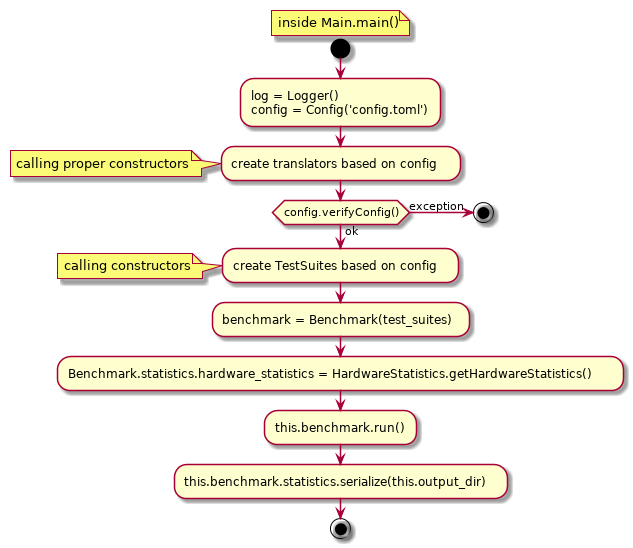 inside Main.main()
log = Logger()
config = Config('config.toml')
calling proper constructors
create translators based on config
config.verifyConfig()
exception
ok
calling constructors
create TestSuites based on config
benchmark = Benchmark(test_suites)
Benchmark.statistics.hardware_statistics = HardwareStatistics.getHardwareStatistics()
this.benchmark.run()
this.benchmark.statistics.serialize(this.output_dir)